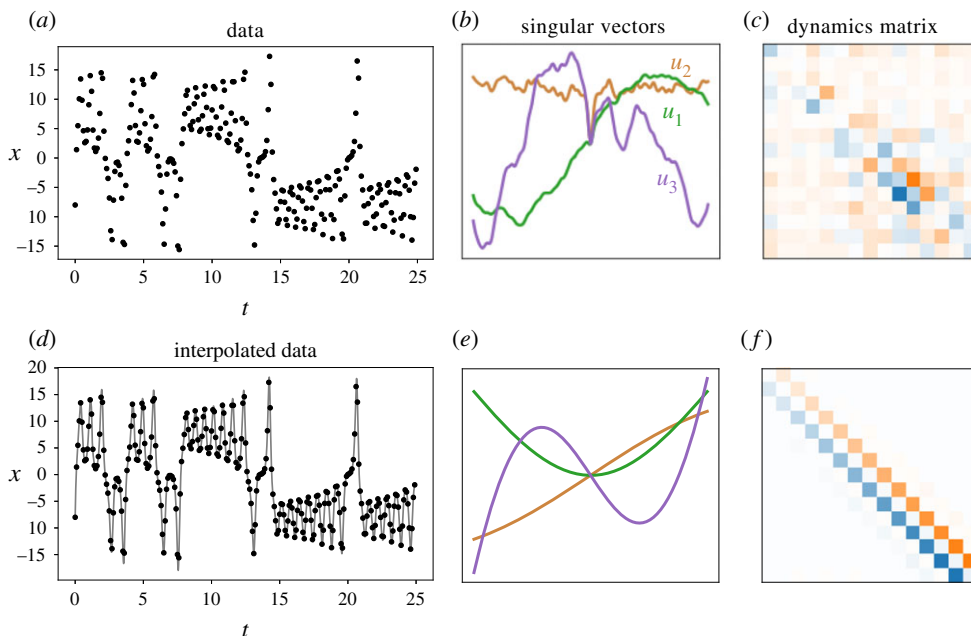 (a) data
(b) singular vectors
(c) dynamics matrix
15
10
5
0
−5
−10
−15
x
0 5 10 15 20 25
t
u2
u1
u3
(d) interpolated data
(e)
(f)
20
15
10
5
0
−5
−10
−15
x
0 5 10 15 20 25
t